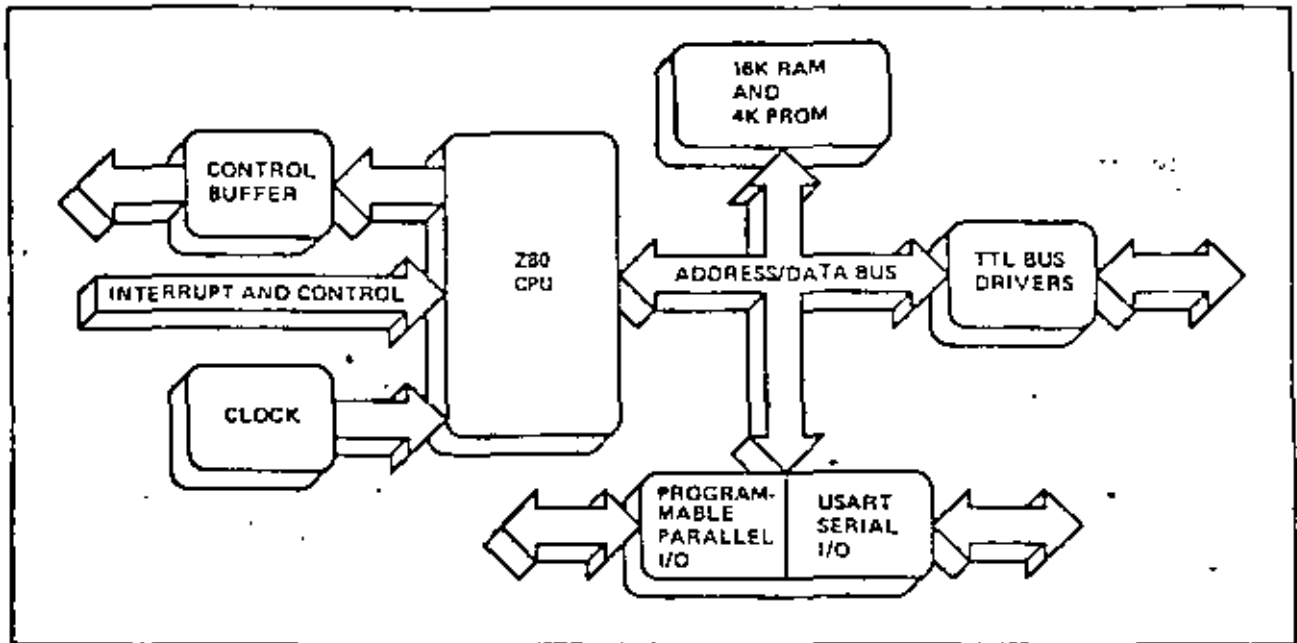 16K RAM
AND
4K PROM
CONTROL
BUFFER
Z80
CPU
ADDRESS/DATA BUS
TTL BUS
DRIVERS
INTERRUPT AND CONTROL
CLOCK
PROGRAM-
MABLE
PARALLEL
I/O
USART
SERIAL
I/O